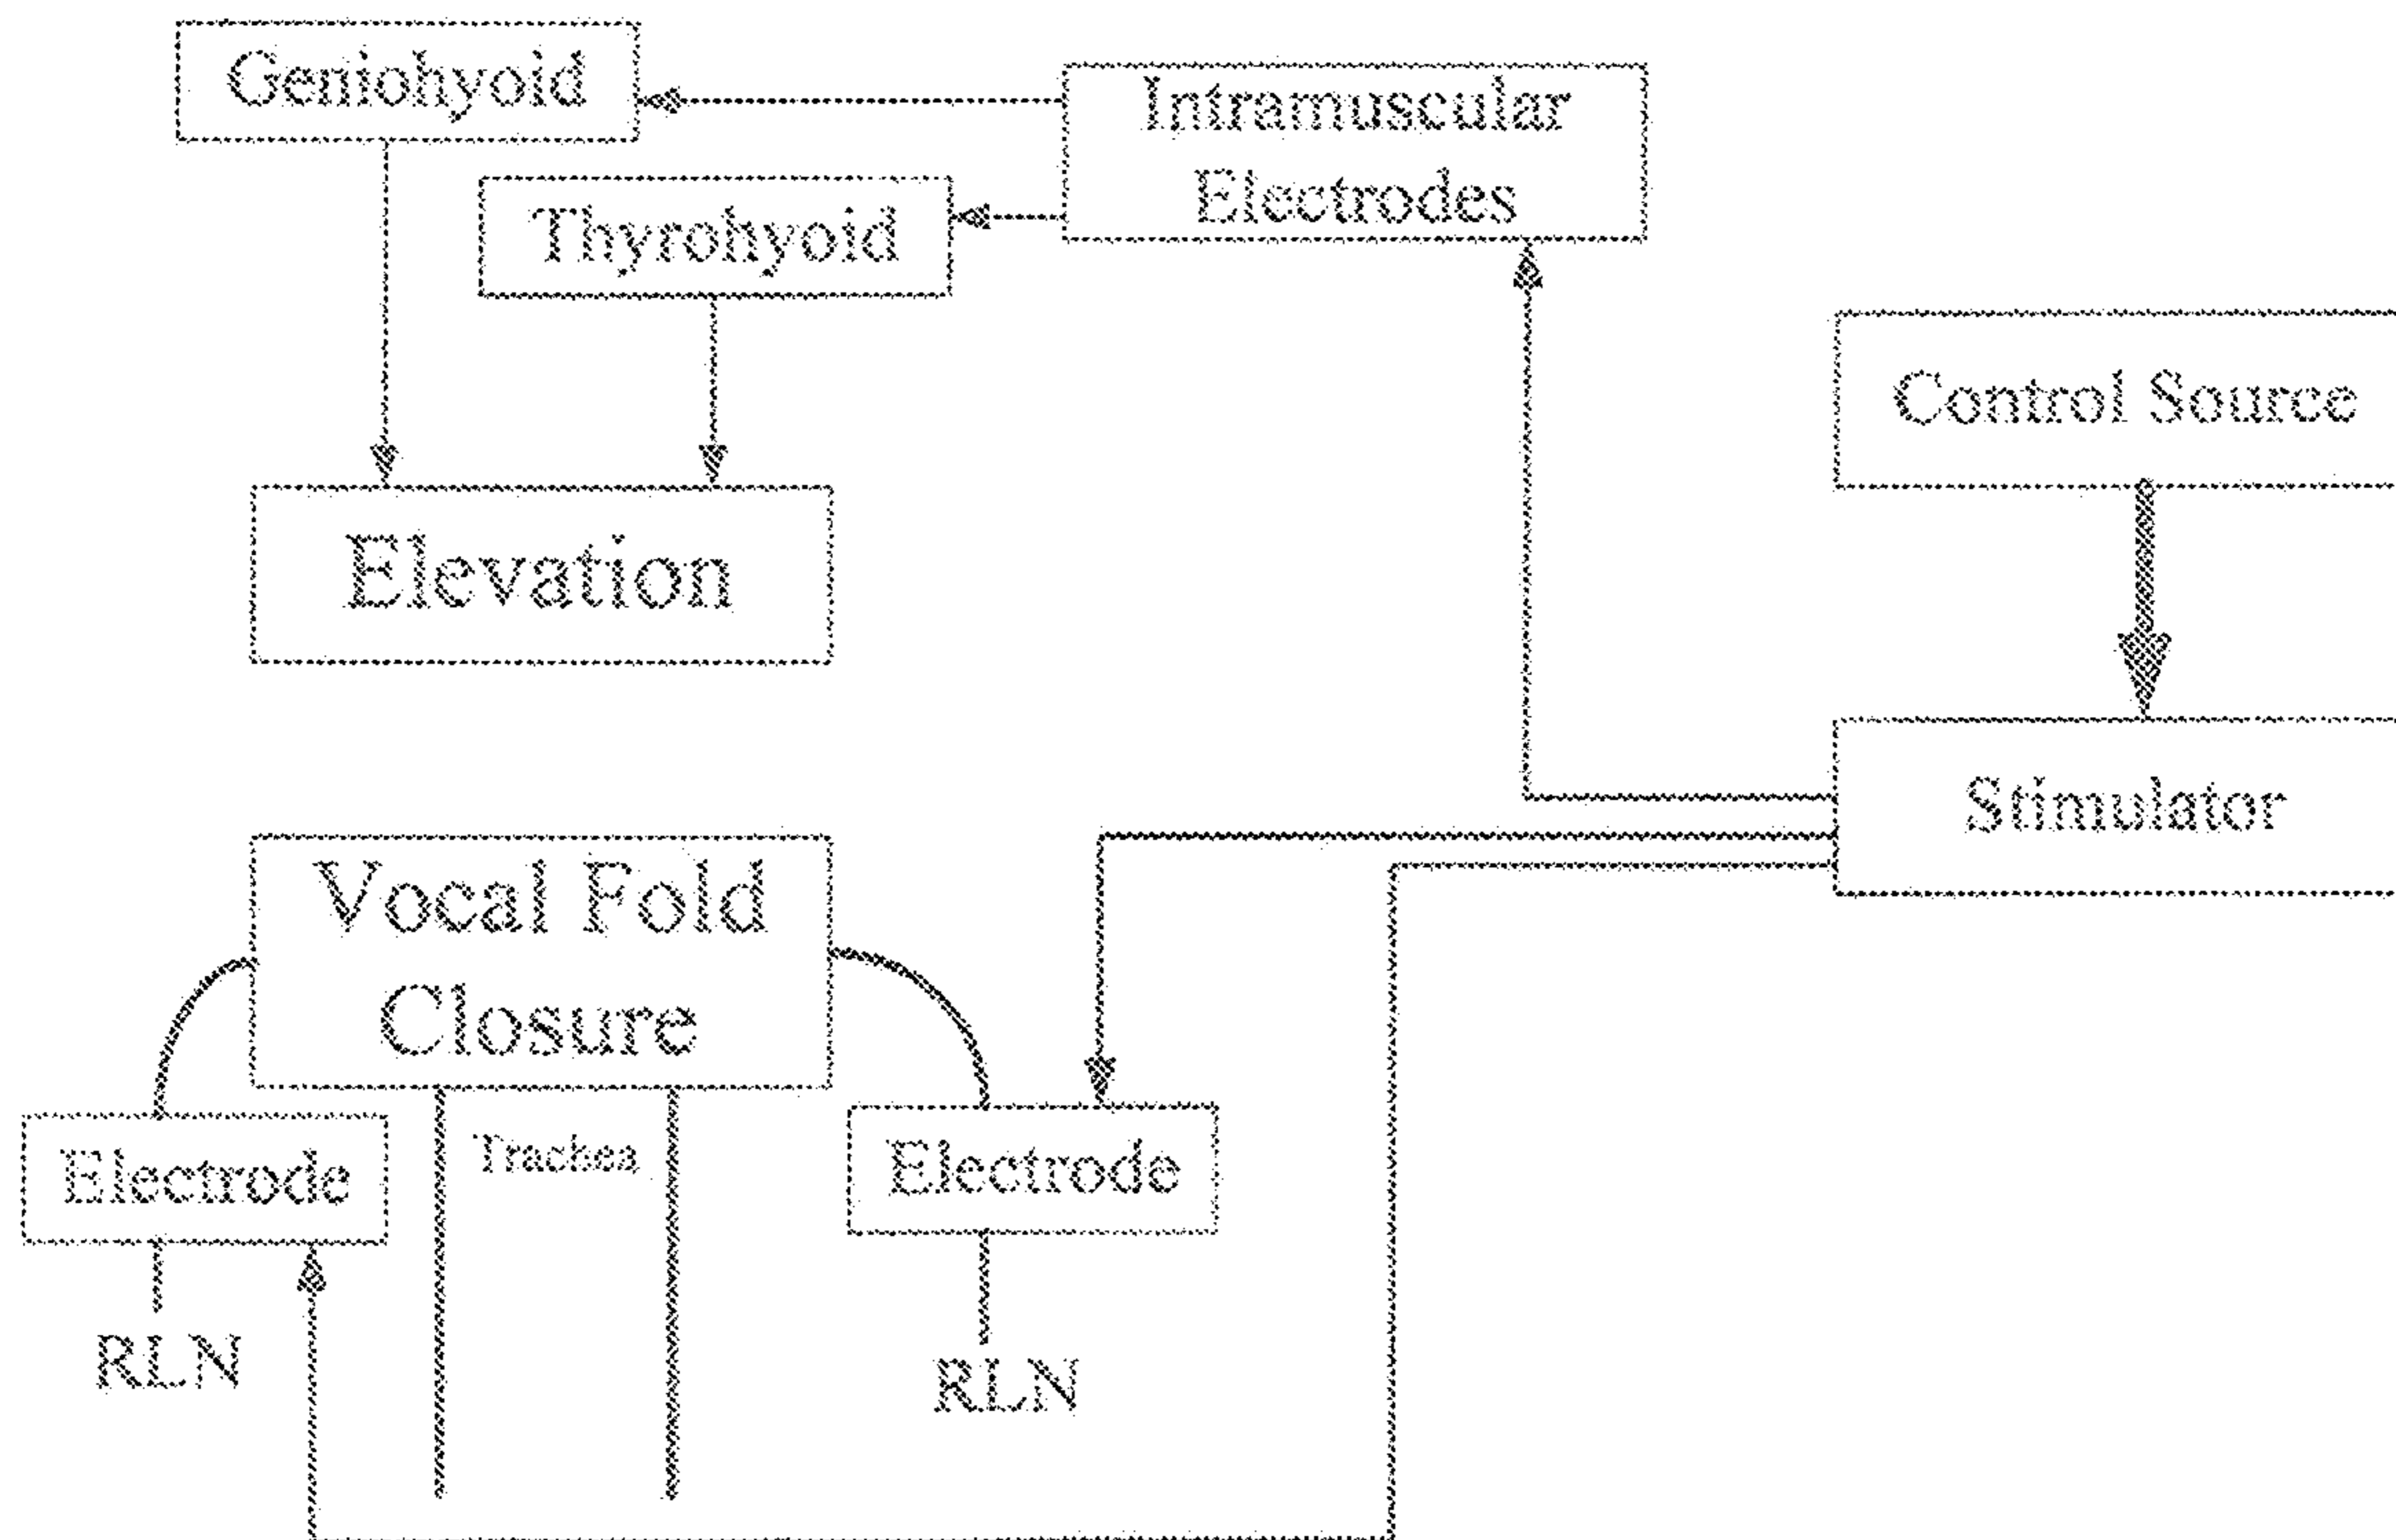 Geniohyoid
Intramuscular
Electrodes
Thyrohyoid
Control Source
Elevation
Stimulator
Vocal Fold
Closure
Electrode
Trachea
Electrode
RLN
RLN